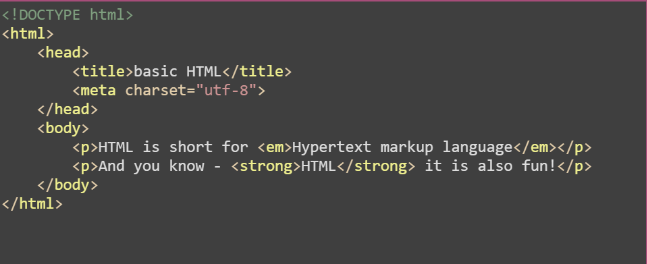 <!DOCTYPE html>
<html>
    <head>
        <title>basic HTML</title>
        <meta charset="utf-8">
    </head>
    <body>
        <p>HTML is short for <em>Hypertext markup language</em></p>
        <p>And you know - <strong>HTML</strong> it is also fun!</p>
    </body>
</html>